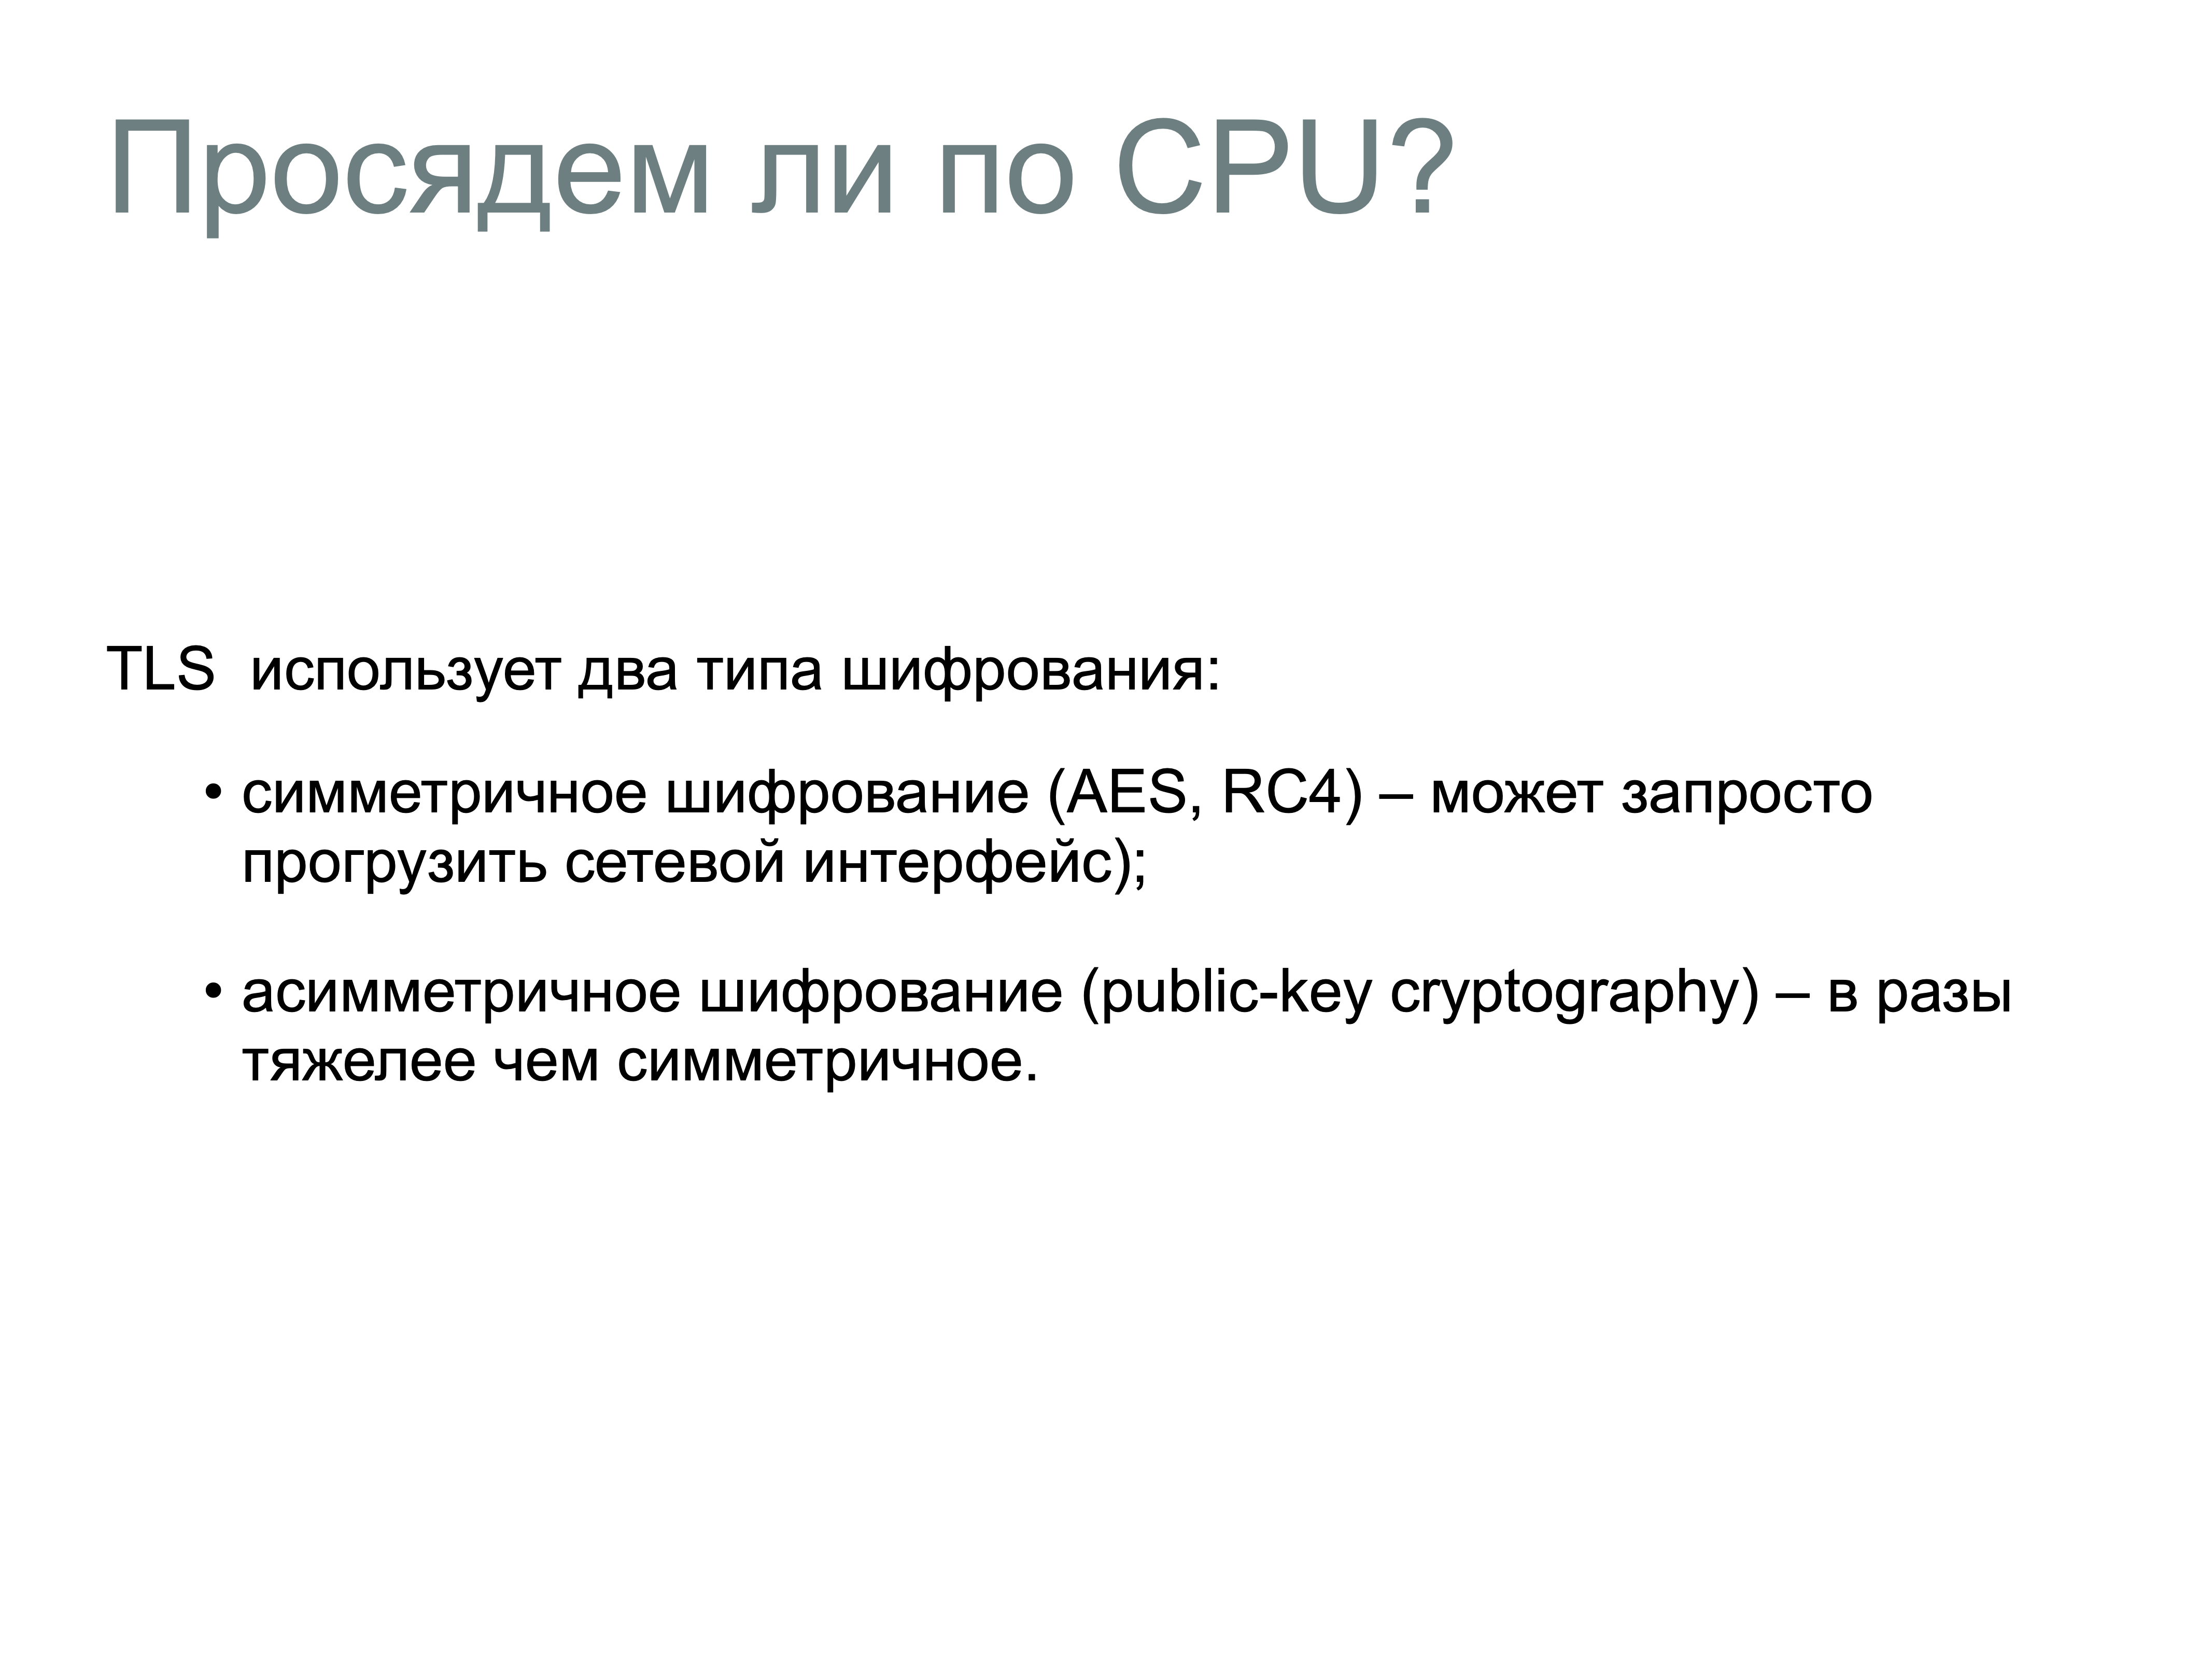 Просядем ли по CPU?
TLS  использует два типа шифрования:
• симметричное шифрование (AES, RC4) – может запросто
прогрузить сетевой интерфейс);
• асимметричное шифрование (public-key cryptography) – в разы
тяжелее чем симметричное.